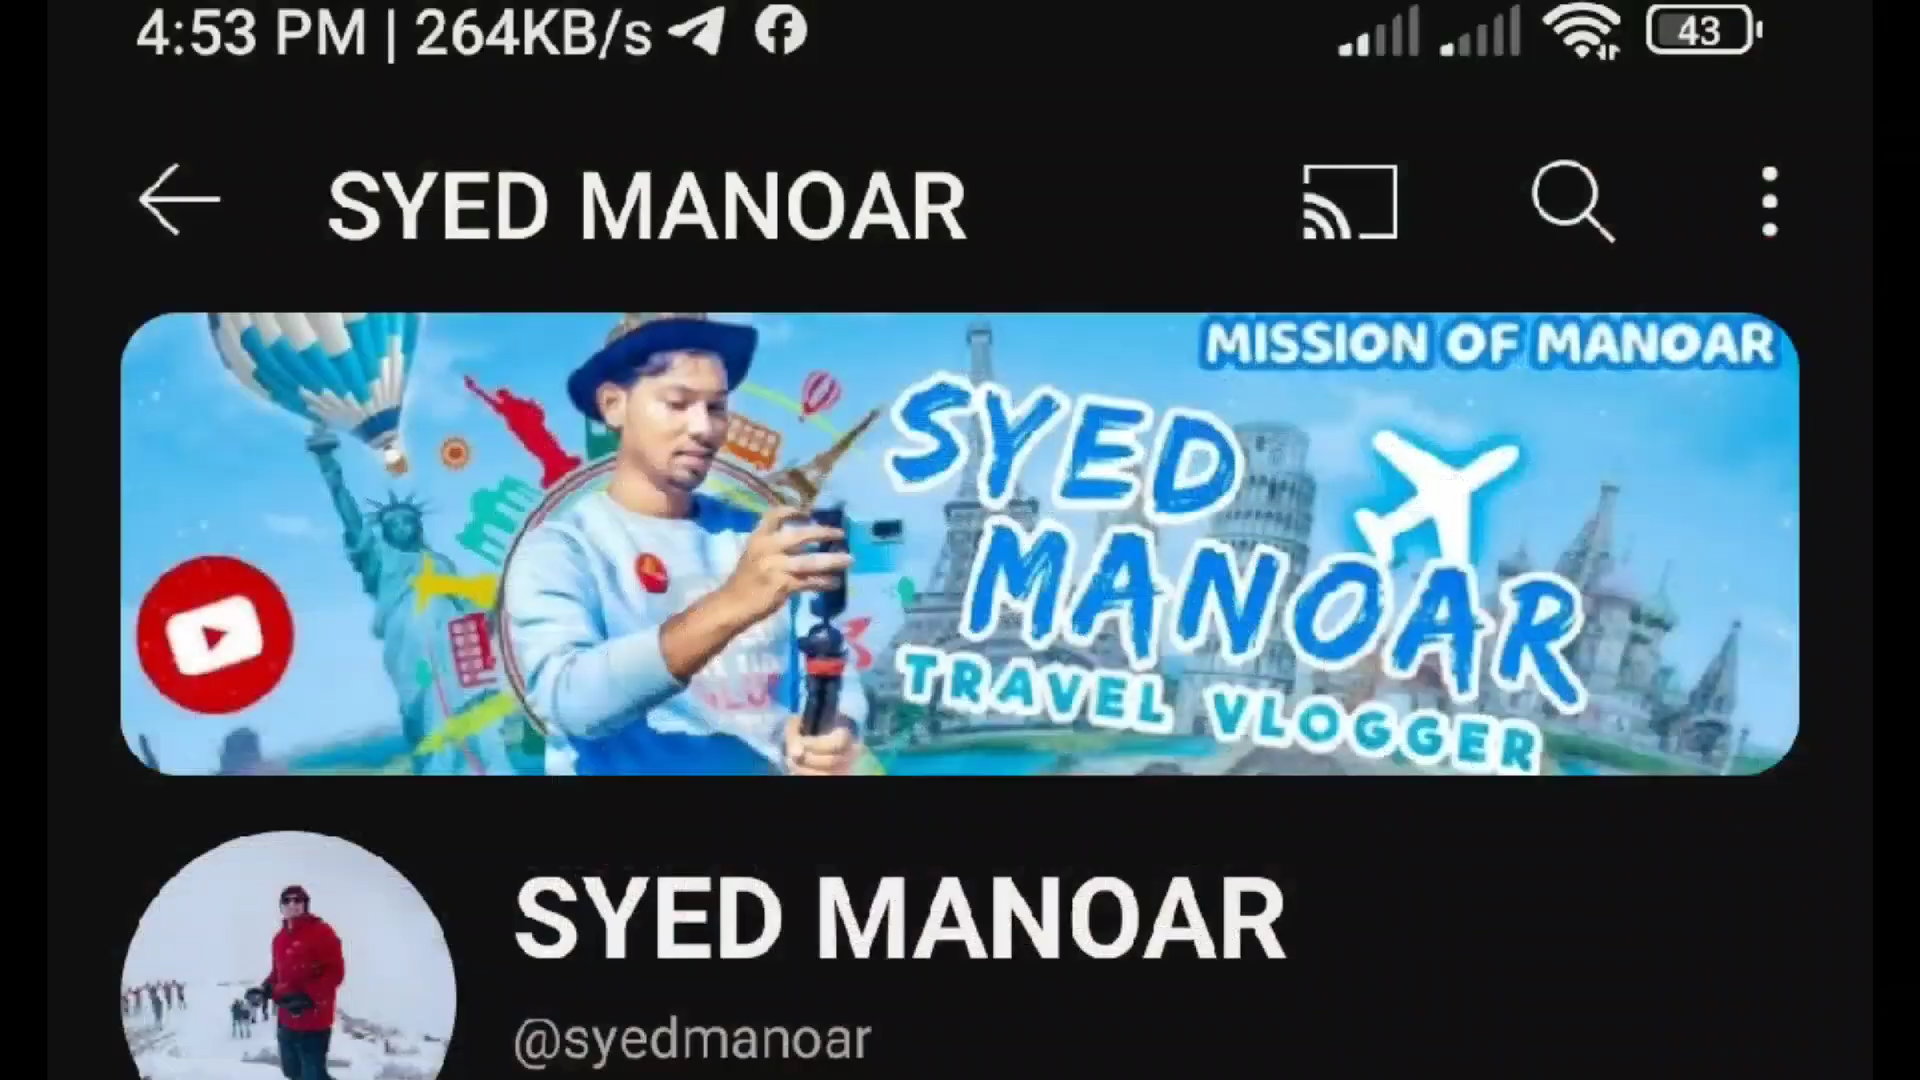 4:53 PM | 264KB/s
43
SYED MANOAR
MISSION OF MANOAR
SYED
MANOAR
TRAVEL VLOGGER
SYED MANOAR
@syedmanoar